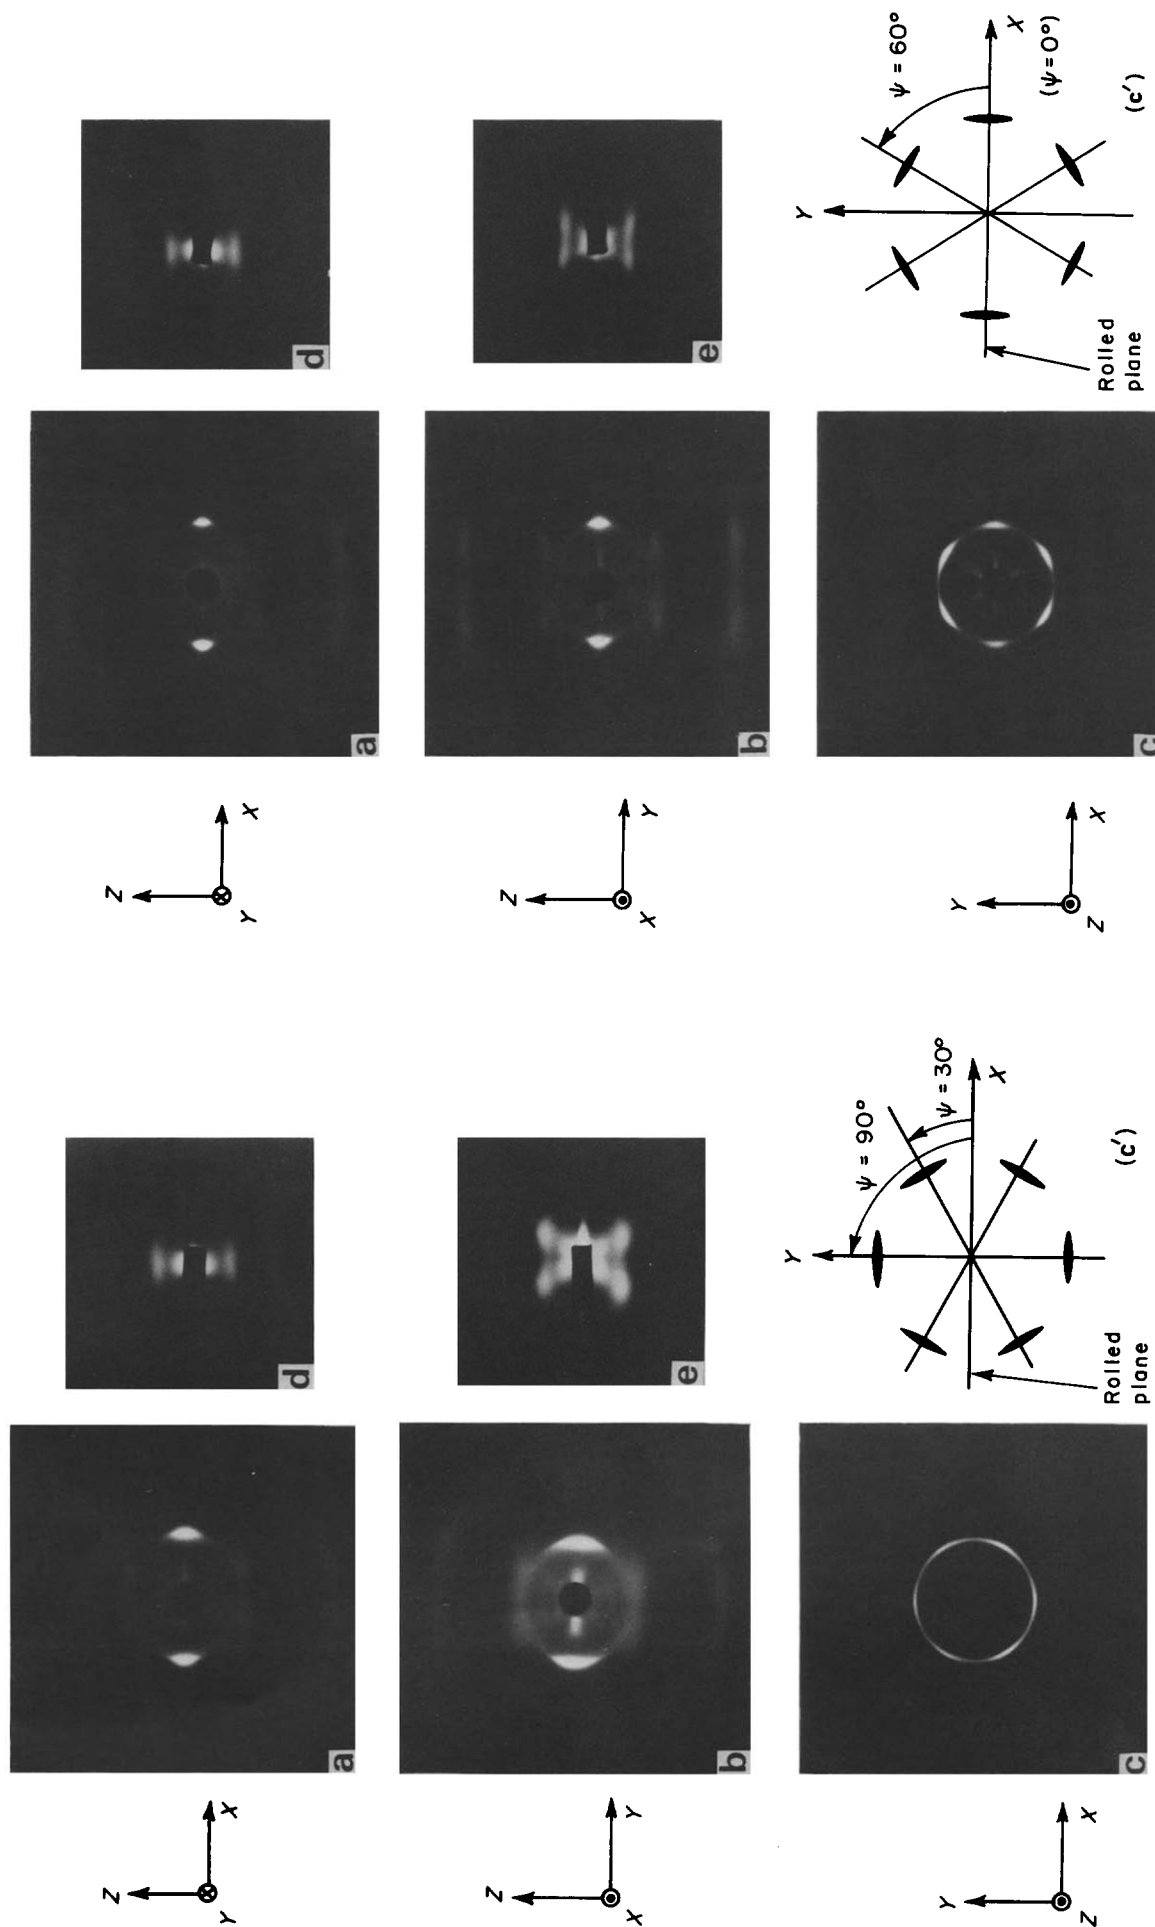 Z
X
Y
a
d
Z
Y
X
b
e
Y
X
Z
c
Y
ψ = 90°
ψ = 30°
X
Rolled
plane
(c′)
Z
X
Y
a
d
Z
Y
X
b
e
Y
X
Z
c
Y
ψ = 60°
X
(ψ = 0°)
Rolled
plane
(c′)